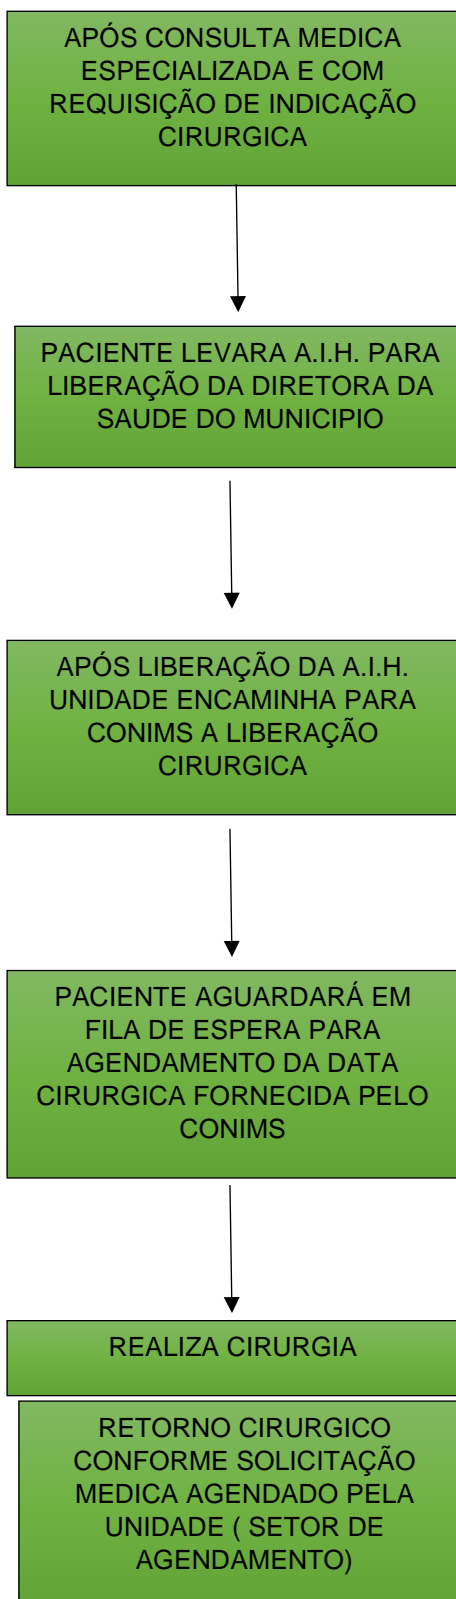 APÓS CONSULTA MEDICA
ESPECIALIZADA E COM
REQUISIÇÃO DE INDICAÇÃO
CIRURGICA
PACIENTE LEVARA A.I.H. PARA
LIBERAÇÃO DA DIRETORA DA
SAUDE DO MUNICIPIO
APÓS LIBERAÇÃO DA A.I.H.
UNIDADE ENCAMINHA PARA
CONIMS A LIBERAÇÃO
CIRURGICA
PACIENTE AGUARDARÁ EM
FILA DE ESPERA PARA
AGENDAMENTO DA DATA
CIRURGICA FORNECIDA PELO
CONIMS
REALIZA CIRURGIA
RETORNO CIRURGICO
CONFORME SOLICITAÇÃO
MEDICA AGENDADO PELA
UNIDADE ( SETOR DE
AGENDAMENTO)